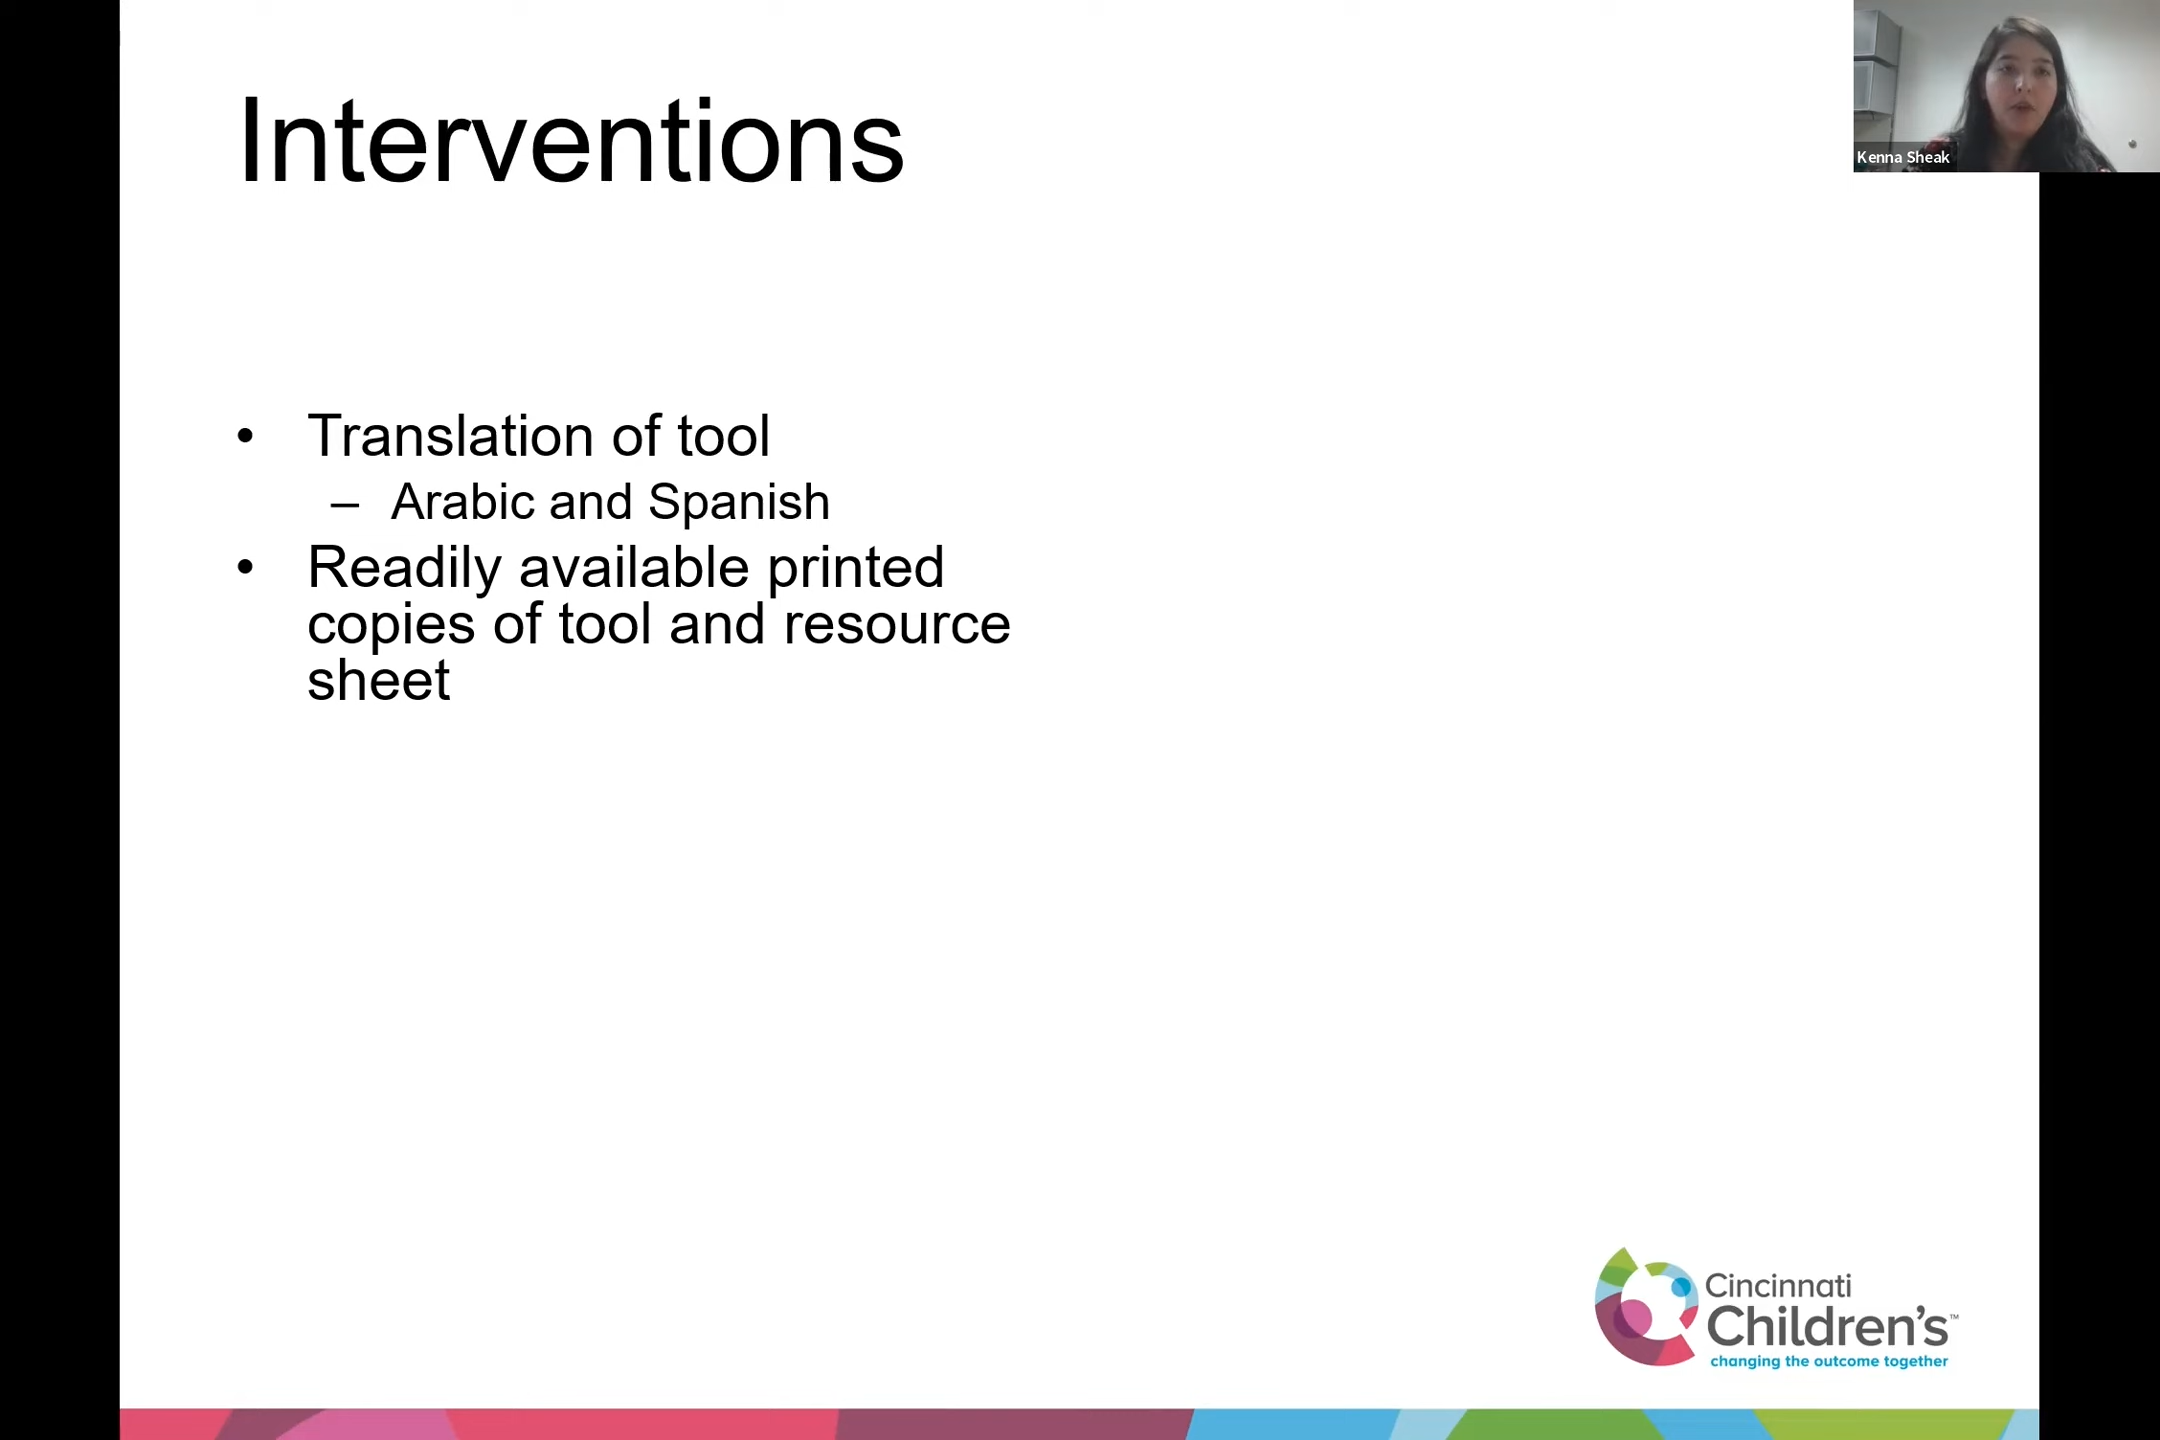 Interventions
Kenna Sheak
• Translation of tool
– Arabic and Spanish
• Readily available printed
copies of tool and resource
sheet
Cincinnati
Children's™
changing the outcome together